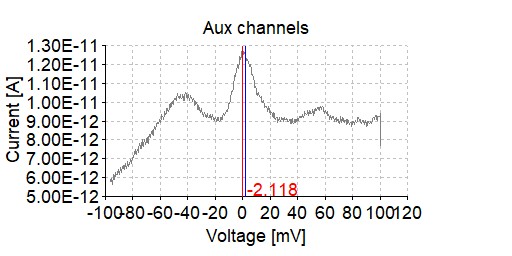 Aux channels
1.30E-11
1.20E-11
1.10E-11
1.00E-11
9.00E-12
8.00E-12
7.00E-12
6.00E-12
5.00E-12
Current [A]
-2.118
-100-80 -60 -40 -20 0 20 40 60 80 100 120
Voltage [mV]